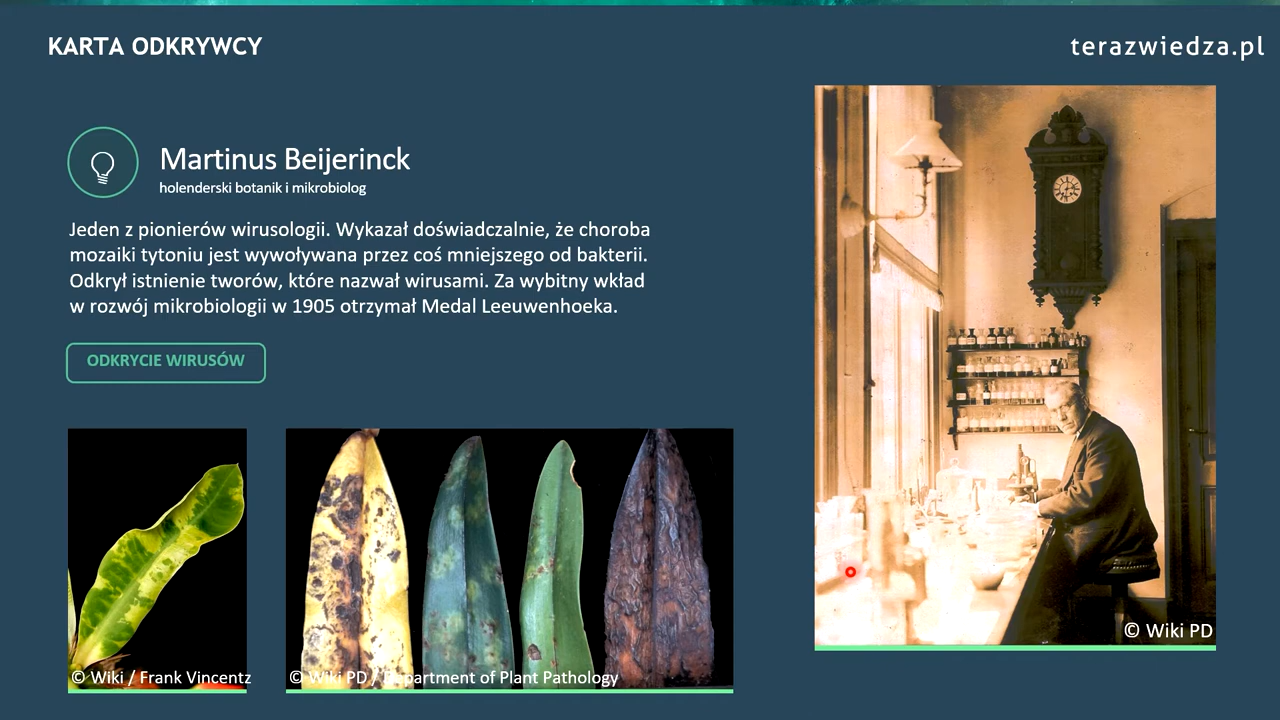 KARTA ODKRYWCY
terazwiedza.pl
Martinus Beijerinck
holenderski botanik i mikrobiolog
Jeden z pionierów wirusologii. Wykazał doświadczalnie, że choroba
mozaiki tytoniu jest wywoływana przez coś mniejszego od bakterii.
Odkrył istnienie tworów, które nazwał wirusami. Za wybitny wkład
w rozwój mikrobiologii w 1905 otrzymał Medal Leeuwenhoeka.
ODKRYCIE WIRUSÓW
© Wiki / Frank Vincentz
© Wiki PD / Department of Plant Pathology
© Wiki PD